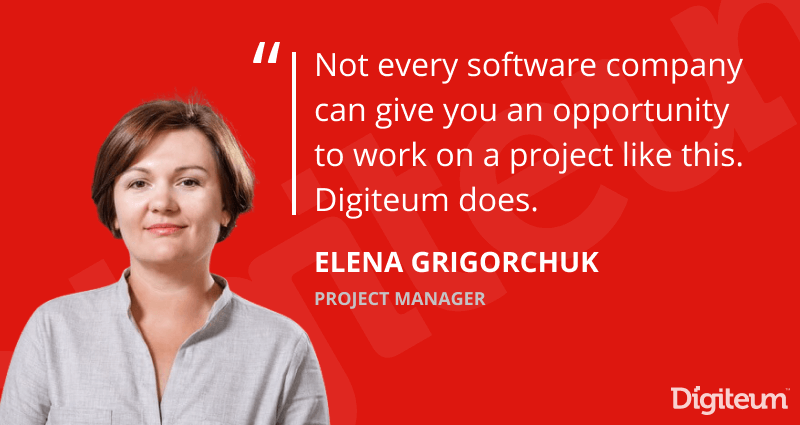 “
Not every software company
can give you an opportunity
to work on a project like this.
Digiteum does.
ELENA GRIGORCHUK
PROJECT MANAGER
Digiteum™